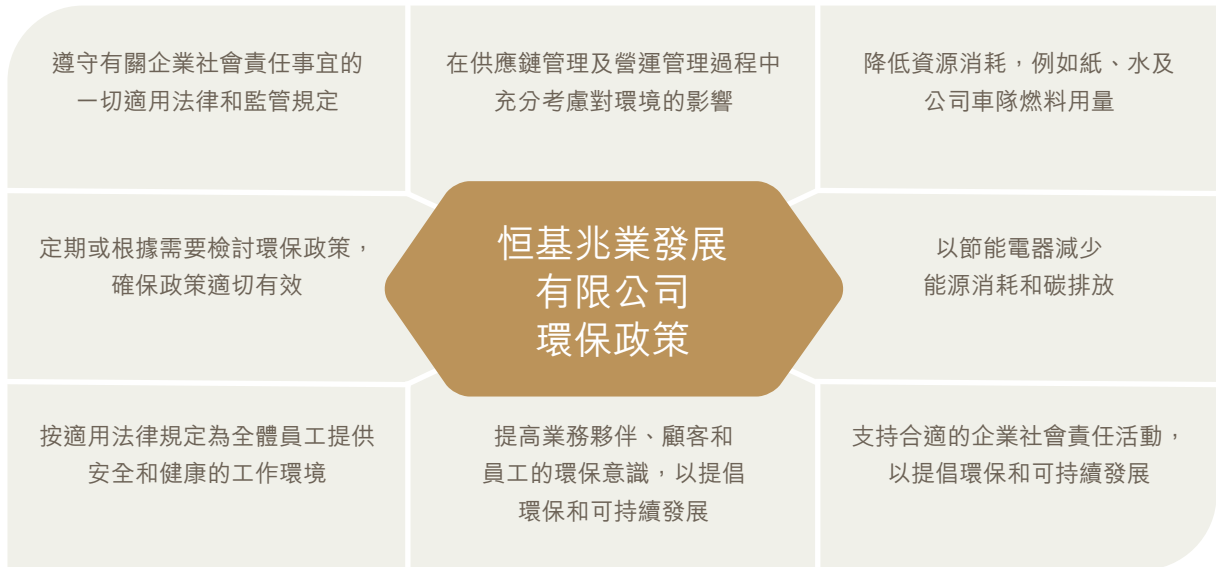 遵守有關企業社會責任事宜的
一切適用法律和監管規定
在供應鏈管理及營運管理過程中
充分考慮對環境的影響
降低資源消耗，例如紙、水及
公司車隊燃料用量
定期或根據需要檢討環保政策，
確保政策適切有效
恒基兆業發展
有限公司
環保政策
以節能電器減少
能源消耗和碳排放
按適用法律規定為全體員工提供
安全和健康的工作環境
提高業務夥伴、顧客和
員工的環保意識，以提倡
環保和可持續發展
支持合適的企業社會責任活動，
以提倡環保和可持續發展